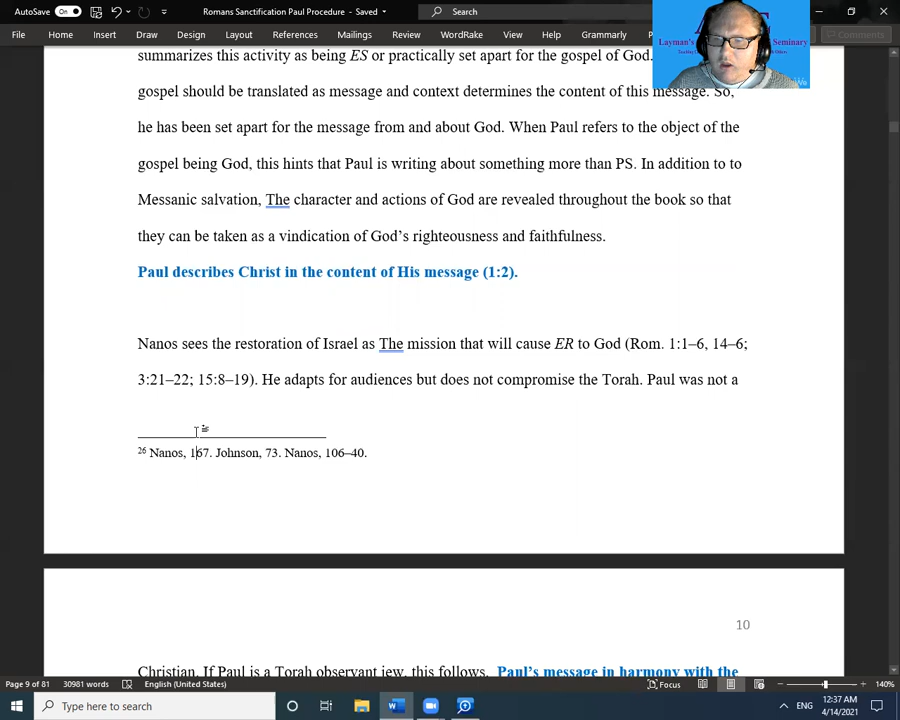 AutoSave On Romans Sanctification Paul Procedure - Saved Search
File Home Insert Draw Design Layout References Mailings Review View WordRake Help Grammarly Comments
Layman's Seminary
summarizes this activity as being ES or practically set apart for the gospel of God.
gospel should be translated as message and context determines the content of this message. So,
he has been set apart for the message from and about God. When Paul refers to the object of the
gospel being God, this hints that Paul is writing about something more than PS. In addition to to
Messanic salvation, The character and actions of God are revealed throughout the book so that
they can be taken as a vindication of God's righteousness and faithfulness.
Paul describes Christ in the content of His message (1:2).
Nanos sees the restoration of Israel as The mission that will cause ER to God (Rom. 1:1–6, 14–6;
3:21–22; 15:8–19). He adapts for audiences but does not compromise the Torah. Paul was not a
26 Nanos, 167. Johnson, 73. Nanos, 106–40.
10
Christian. If Paul is a Torah observant jew, this follows. Paul's message in harmony with the
Page 9 of 81 30981 words English (United States) Focus 140%
Type here to search ENG 12:37 AM
4/14/2021